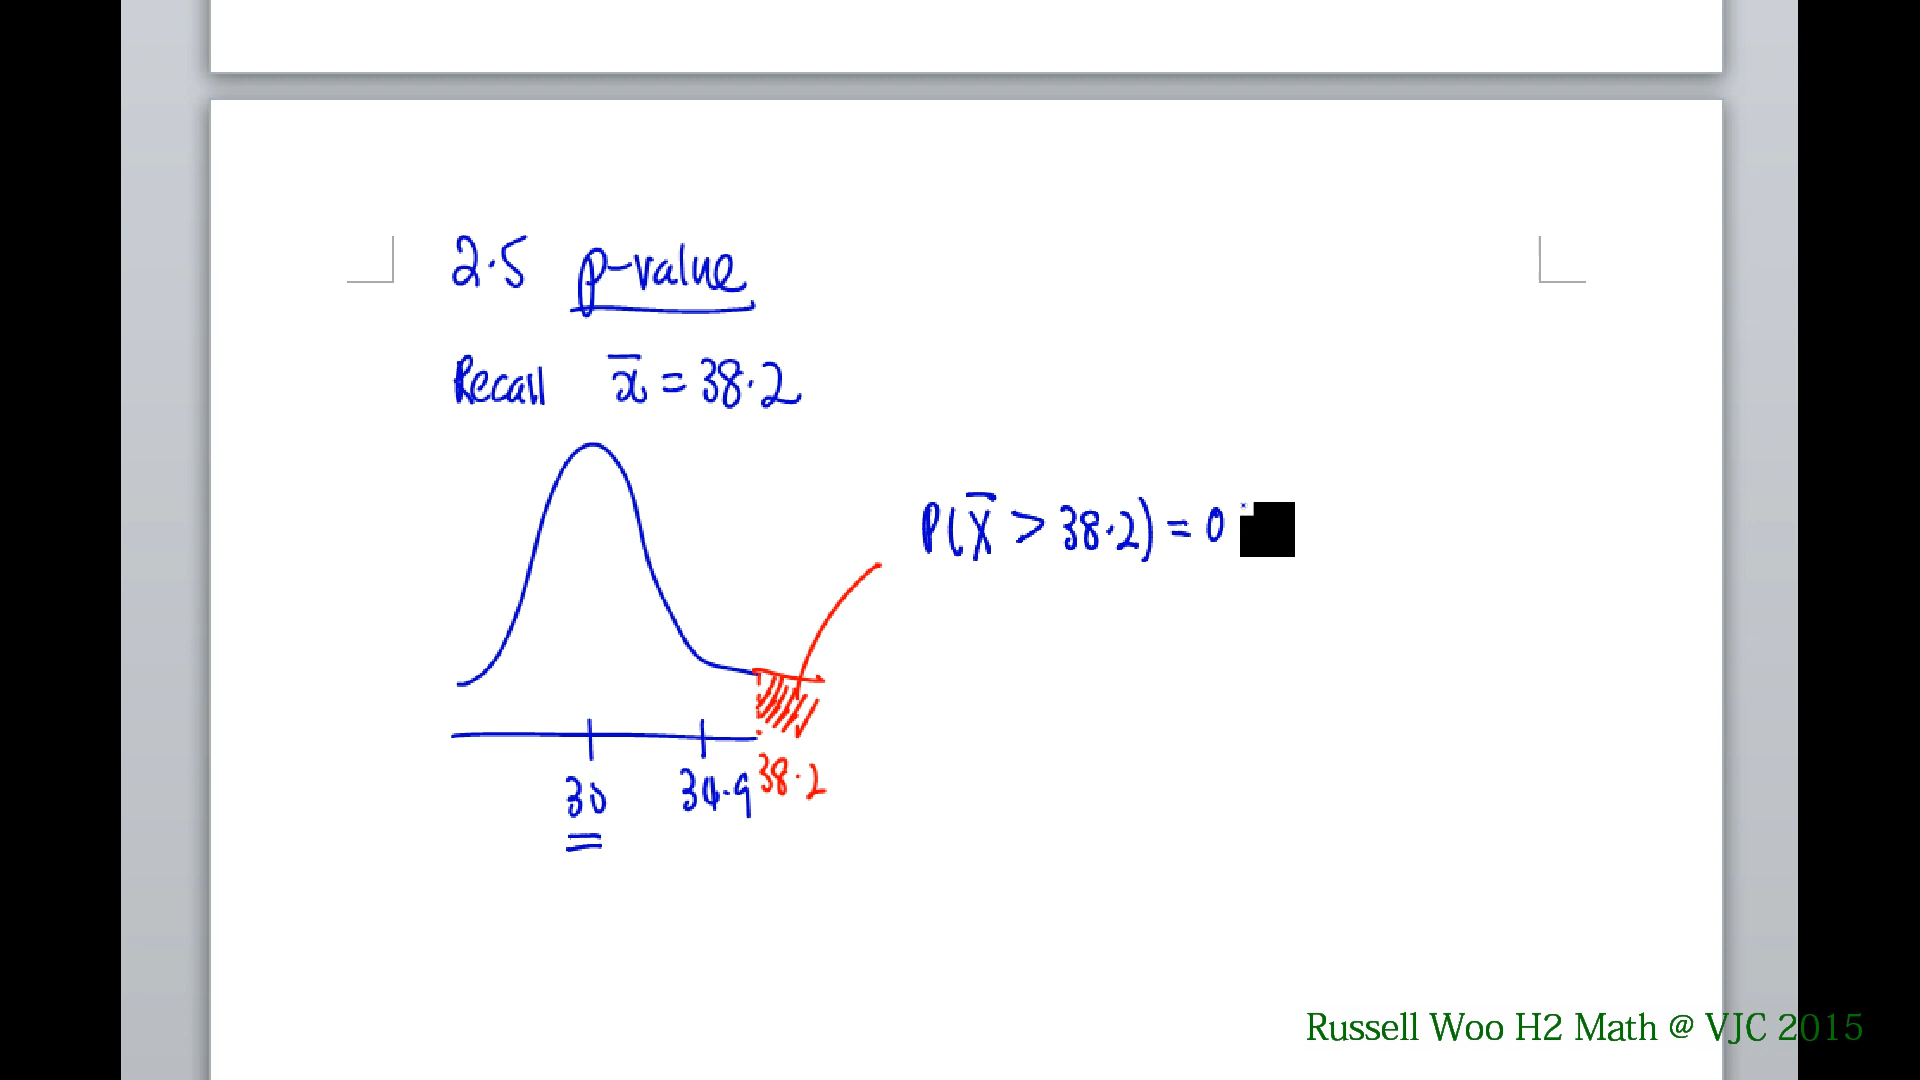 2.5 p-value
Recall x̄ = 38.2
P(X̄ > 38.2) = 0
30 34.9 38.2
Russell Woo H2 Math @ VJC 2015